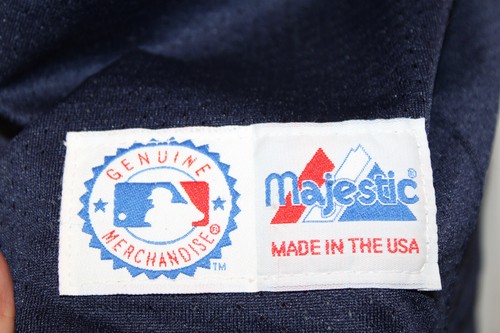 GENUINE
MERCHANDISE®
TM
Majestic®
MADE IN THE USA